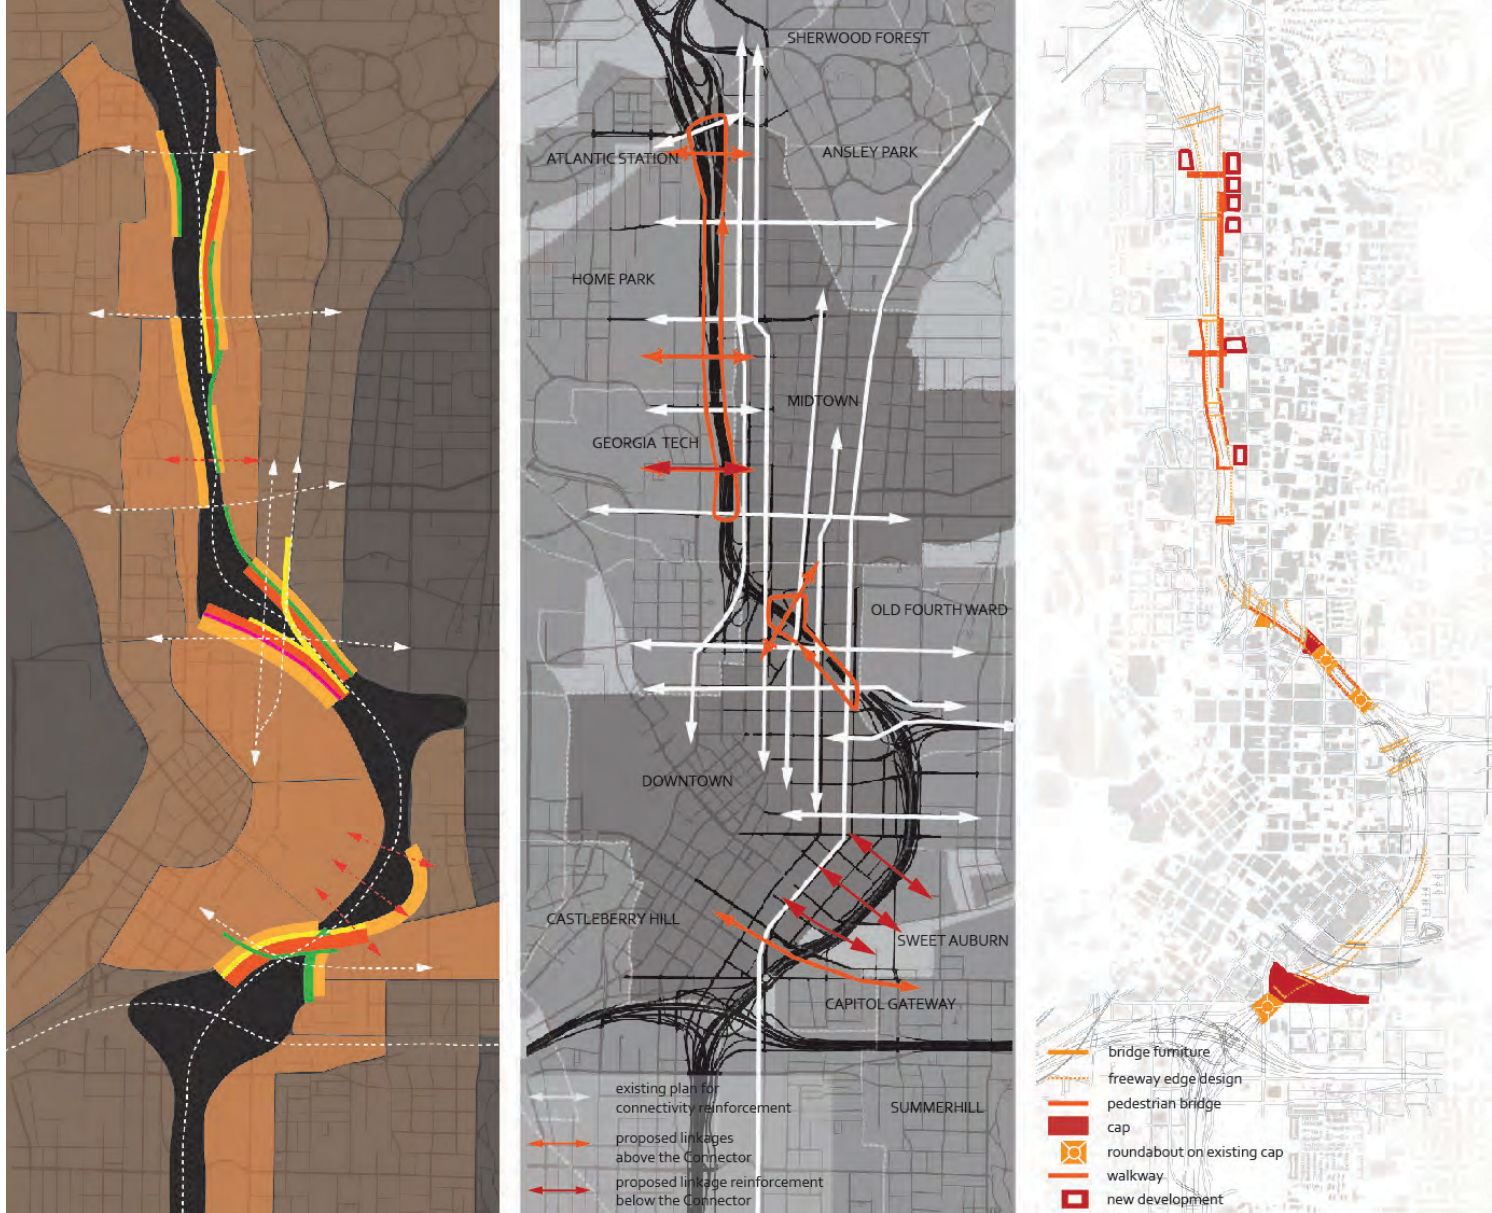 SHERWOOD FOREST
ATLANTIC STATION
ANSLEY PARK
HOME PARK
MIDTOWN
GEORGIA TECH
OLD FOURTH WARD
DOWNTOWN
CASTLEBERRY HILL
SWEET AUBURN
CAPITOL GATEWAY
SUMMERHILL
existing plan for
connectivity reinforcement
proposed linkages
above the Connector
proposed linkage reinforcement
below the Connector
bridge furniture
freeway edge design
pedestrian bridge
cap
roundabout on existing cap
walkway
new development